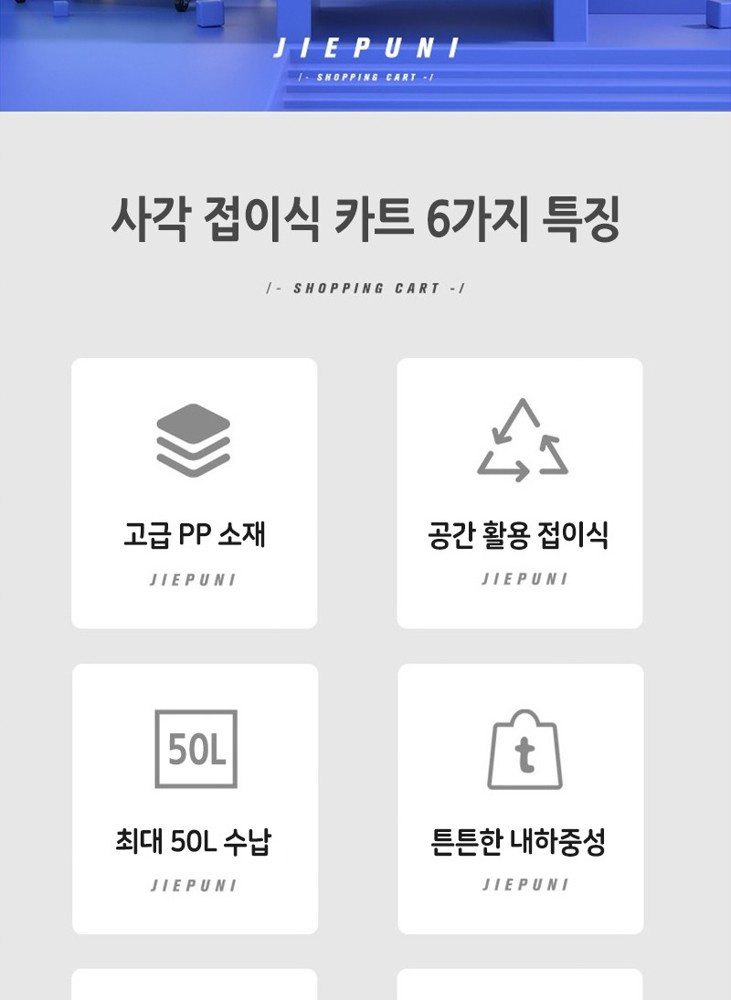 JIEPUNI
/- SHOPPING CART -/
사각 접이식 카트 6가지 특징
/- SHOPPING CART -/
고급 PP 소재
JIEPUNI
공간 활용 접이식
JIEPUNI
50L
최대 50L 수납
JIEPUNI
t
튼튼한 내하중성
JIEPUNI